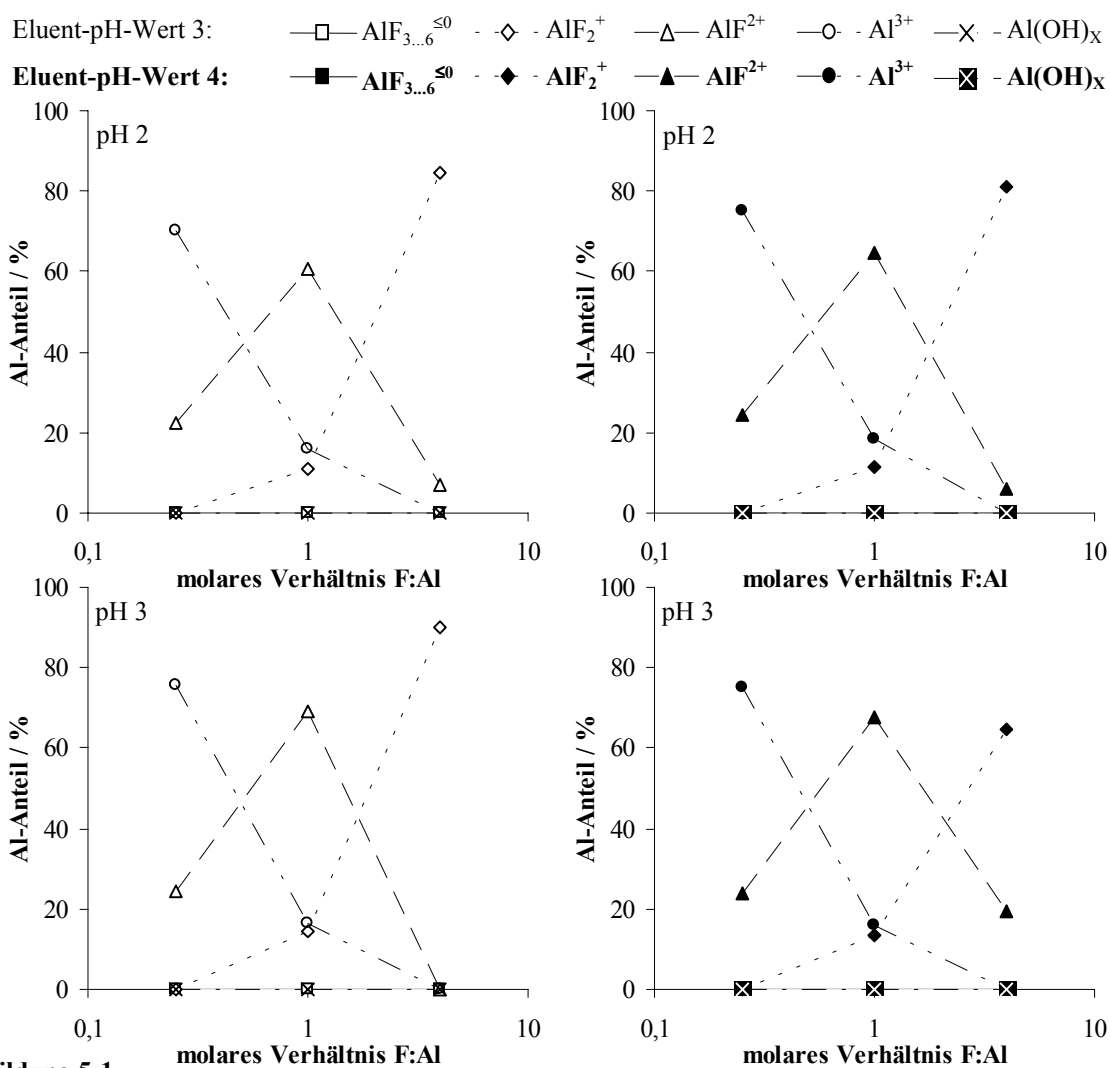 Eluent-pH-Wert 3: AlF3...6≤0 AlF2+ AlF2+ Al3+ Al(OH)X
Eluent-pH-Wert 4: AlF3...6≤0 AlF2+ AlF2+ Al3+ Al(OH)X
100
80
60
40
20
0
Al-Anteil / %
pH 2
0,1 1 10
molares Verhältnis F:Al
100
80
60
40
20
0
Al-Anteil / %
pH 2
0,1 1 10
molares Verhältnis F:Al
100
80
60
40
20
0
Al-Anteil / %
pH 3
0,1 1 10
molares Verhältnis F:Al
100
80
60
40
20
0
Al-Anteil / %
pH 3
0,1 1 10
molares Verhältnis F:Al